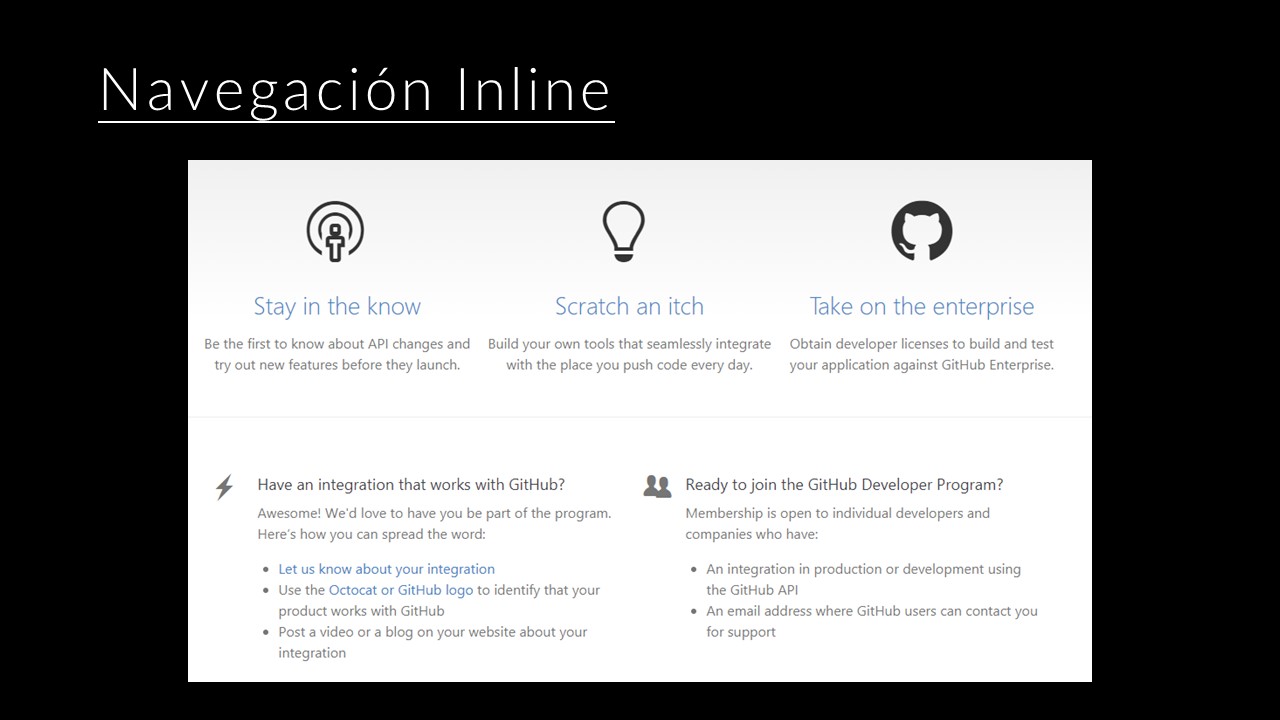 Navegación Inline
Stay in the know
Be the first to know about API changes and
try out new features before they launch.
Scratch an itch
Build your own tools that seamlessly integrate
with the place you push code every day.
Take on the enterprise
Obtain developer licenses to build and test
your application against GitHub Enterprise.
Have an integration that works with GitHub?
Awesome! We'd love to have you be part of the program.
Here's how you can spread the word:
• Let us know about your integration
• Use the Octocat or GitHub logo to identify that your
product works with GitHub
• Post a video or a blog on your website about your
integration
Ready to join the GitHub Developer Program?
Membership is open to individual developers and
companies who have:
• An integration in production or development using
the GitHub API
• An email address where GitHub users can contact you
for support